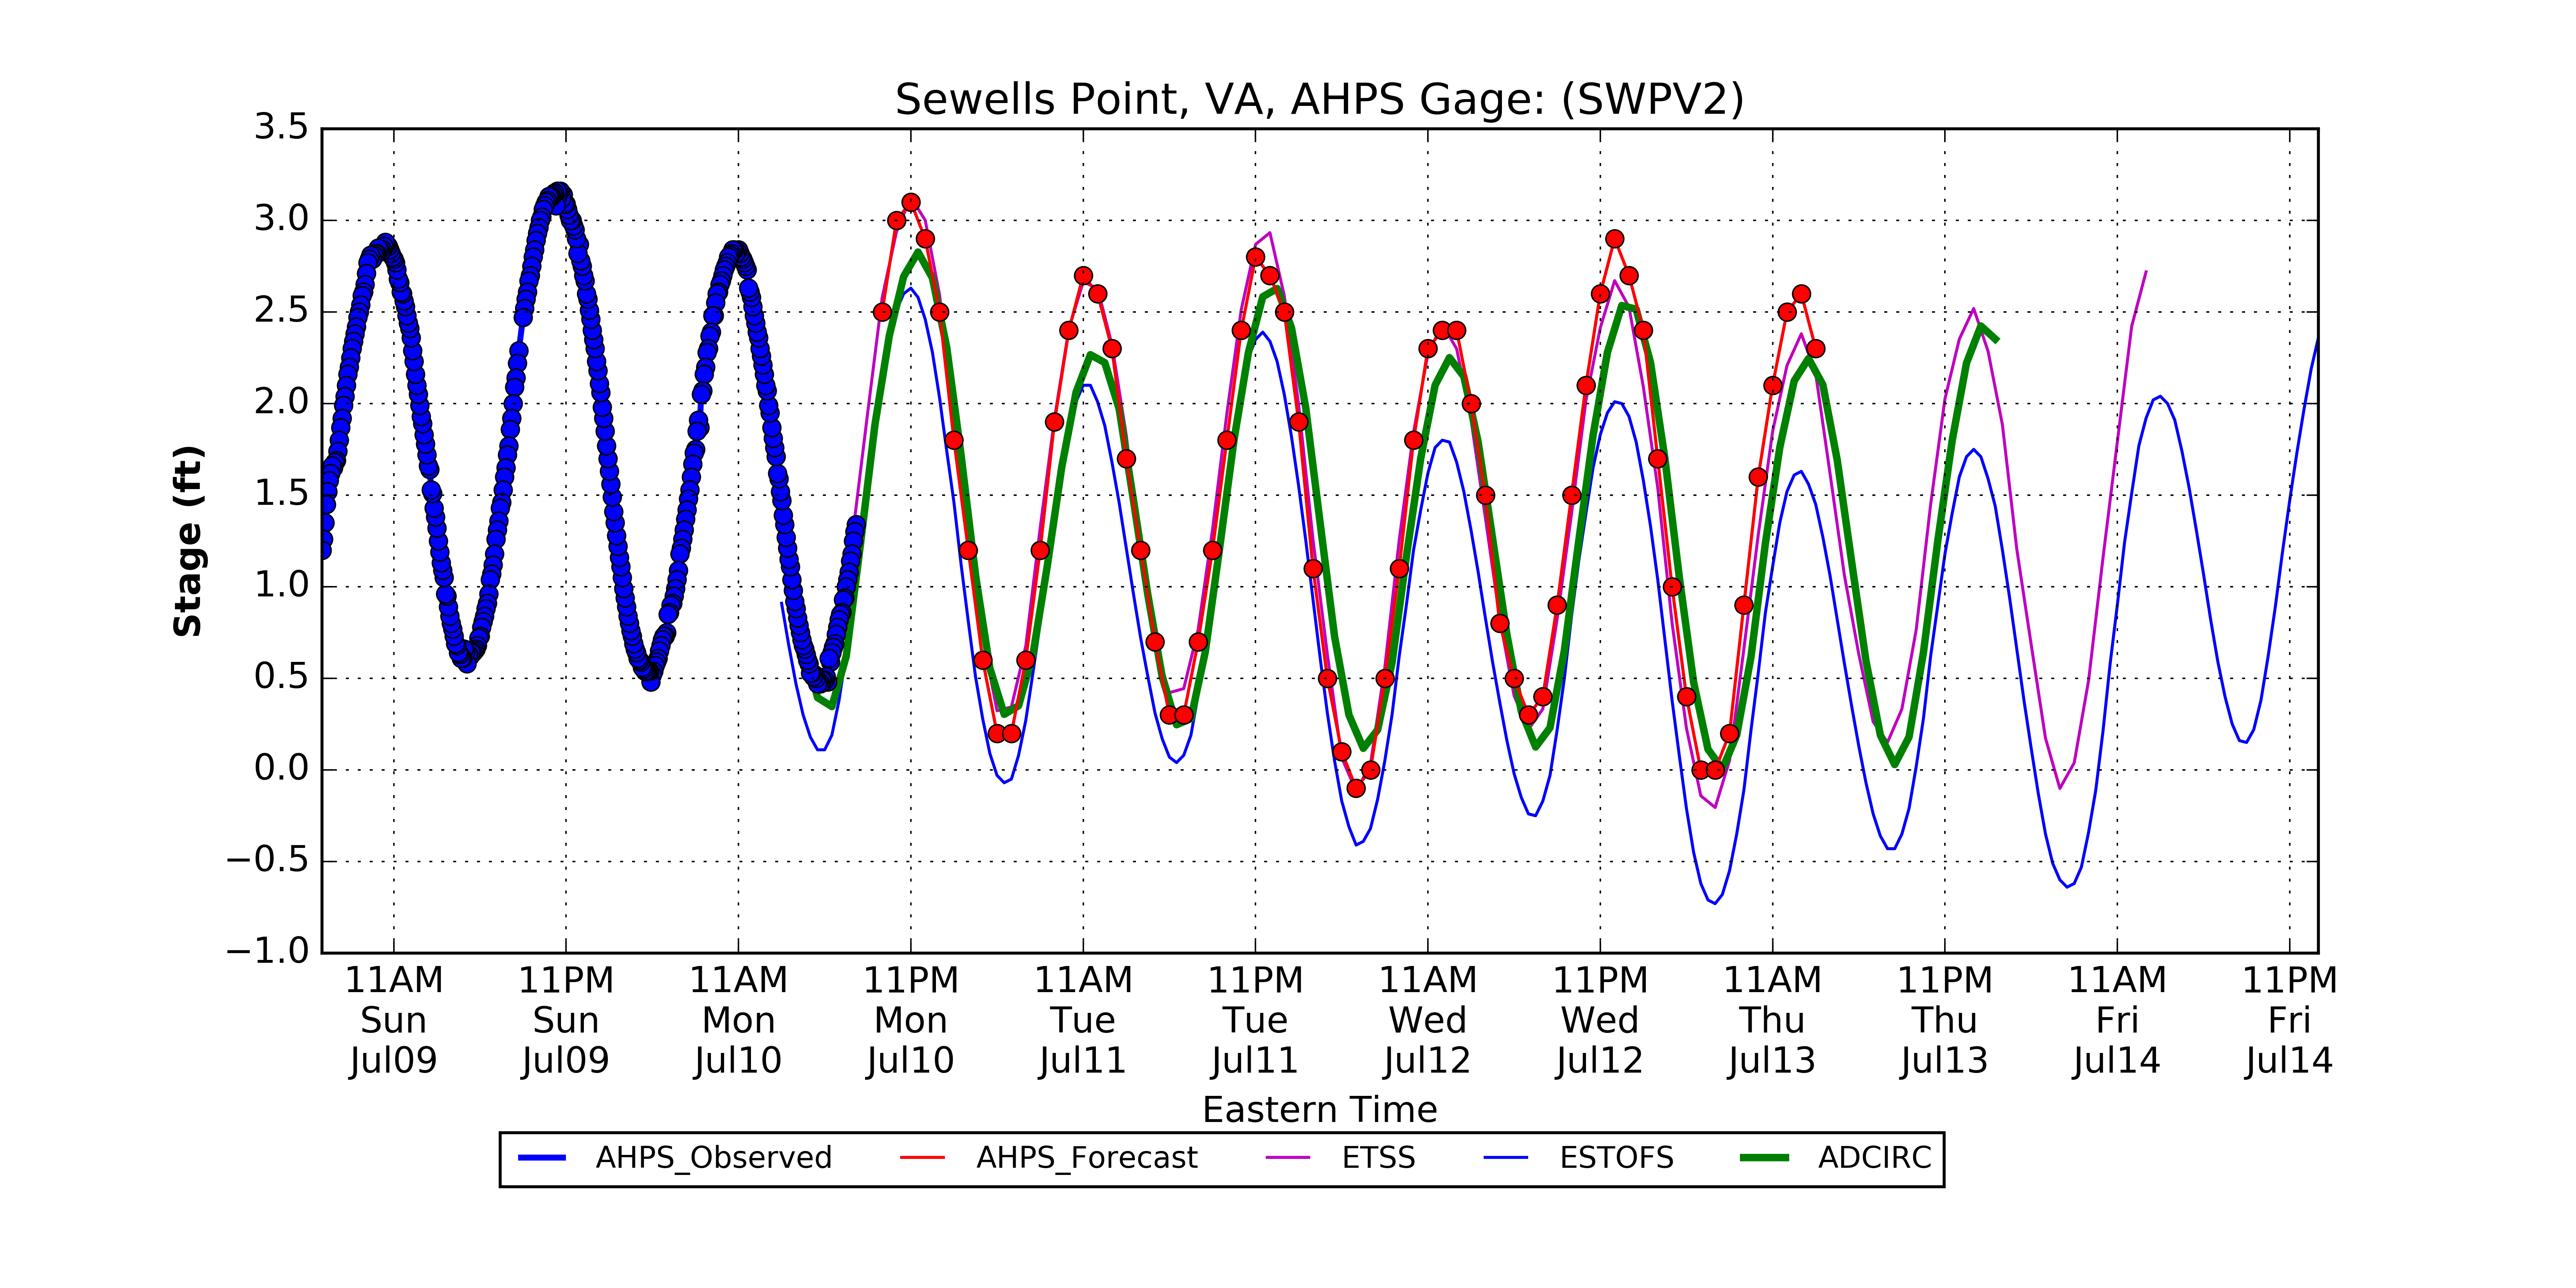 Sewells Point, VA, AHPS Gage: (SWPV2)
3.5
3.0
2.5
2.0
1.5
1.0
0.5
0.0
−0.5
−1.0
Stage (ft)
11AM 11PM 11AM 11PM 11AM 11PM 11AM 11PM 11AM 11PM 11AM 11PM
Sun Sun Mon Mon Tue Tue Wed Wed Thu Thu Fri Fri
Jul09 Jul09 Jul10 Jul10 Jul11 Jul11 Jul12 Jul12 Jul13 Jul13 Jul14 Jul14
Eastern Time
AHPS_Observed AHPS_Forecast ETSS ESTOFS ADCIRC